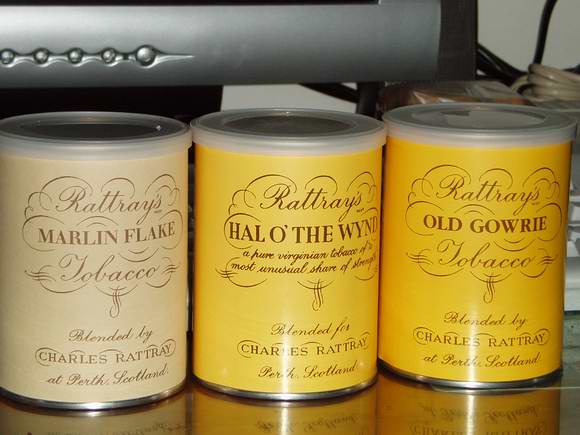 Rattray's
MARLIN FLAKE
Tobacco
Blended by
CHARLES RATTRAY
at Perth, Scotland.
Rattray's
HAL O' THE WYND
a pure virginian tobacco of a
most unusual share of strength
Blended for
CHARLES RATTRAY
Perth, Scotland.
Rattray's
OLD GOWRIE
Tobacco
Blended by
CHARLES RATTRAY
at Perth, Scotland.